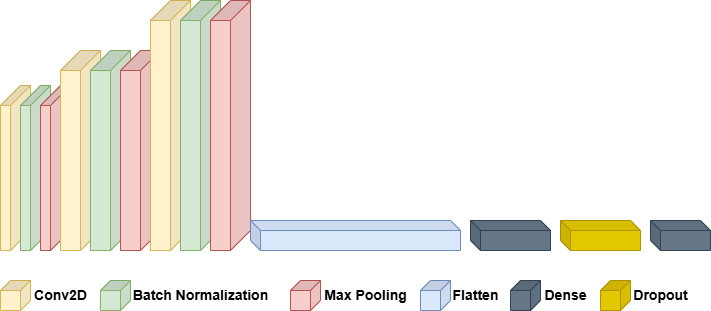 Conv2D Batch Normalization Max Pooling Flatten Dense Dropout